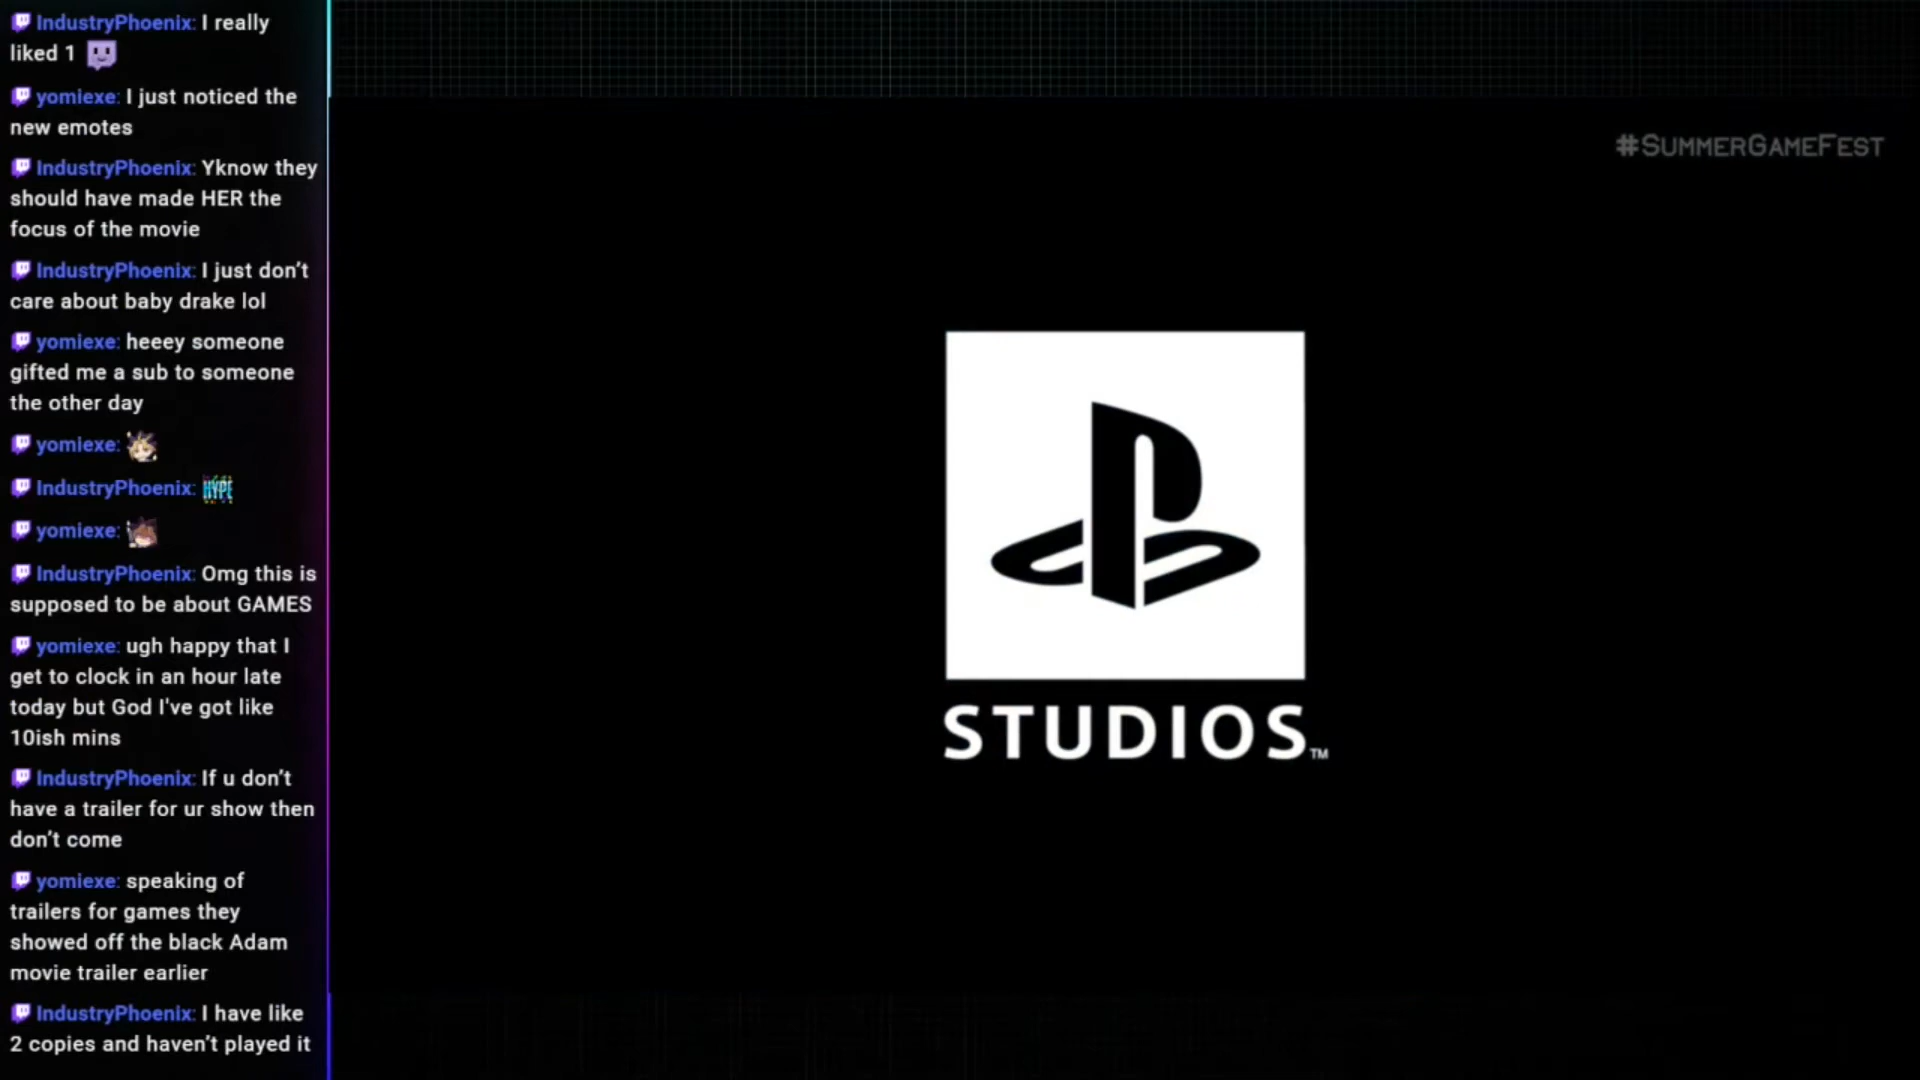 IndustryPhoenix: I really
liked 1
yomiexe: I just noticed the
new emotes
IndustryPhoenix: Yknow they
should have made HER the
focus of the movie
IndustryPhoenix: I just don’t
care about baby drake lol
yomiexe: heeey someone
gifted me a sub to someone
the other day
yomiexe:
IndustryPhoenix: HYPE
yomiexe:
IndustryPhoenix: Omg this is
supposed to be about GAMES
yomiexe: ugh happy that I
get to clock in an hour late
today but God I've got like
10ish mins
IndustryPhoenix: If u don’t
have a trailer for ur show then
don’t come
yomiexe: speaking of
trailers for games they
showed off the black Adam
movie trailer earlier
IndustryPhoenix: I have like
2 copies and haven’t played it
#SUMMERGAMEFEST
STUDIOS™